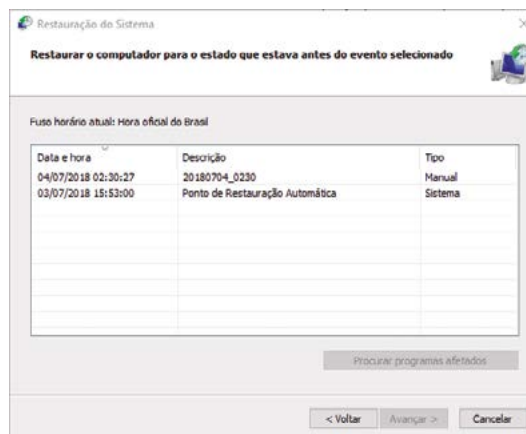 Restauração do Sistema
Restaurar o computador para o estado que estava antes do evento selecionado
Fuso horário atual: Hora oficial do Brasil
Data e hora Descrição Tipo
04/07/2018 02:30:27 20180704_0230 Manual
03/07/2018 15:53:00 Ponto de Restauração Automática Sistema
Procurar programas afetados
< Voltar Avançar > Cancelar